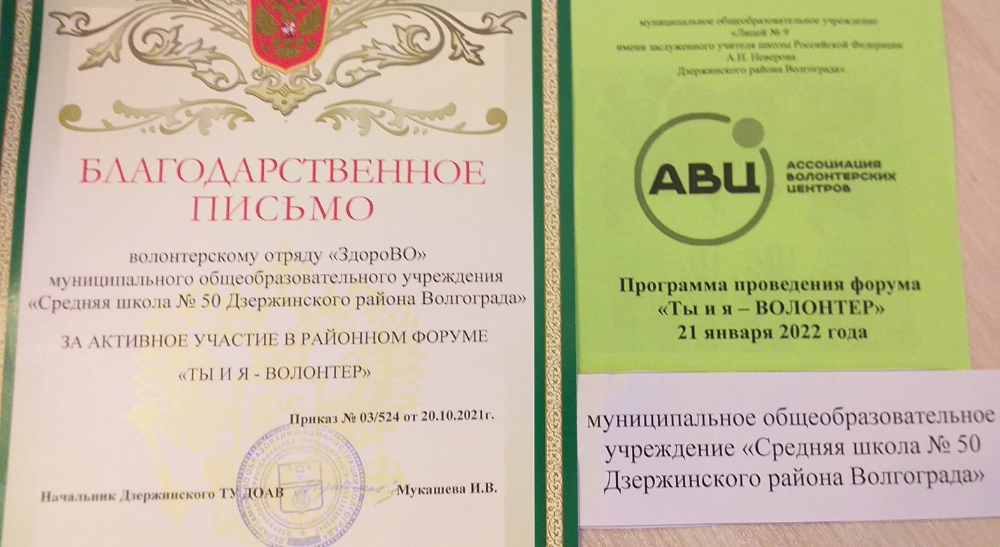 БЛАГОДАРСТВЕННОЕ
ПИСЬМО
волонтерскому отряду «ЗдороВО»
муниципального общеобразовательного учреждения
«Средняя школа № 50 Дзержинского района Волгограда»
ЗА АКТИВНОЕ УЧАСТИЕ В РАЙОННОМ ФОРУМЕ
«ТЫ И Я - ВОЛОНТЕР»
Приказ № 03/524 от 20.10.2021г.
Начальник Дзержинского ТУ ДОАВ
Мукашева И.В.
муниципальное общеобразовательное учреждение
«Лицей № 9
имени заслуженного учителя школы Российской Федерации
А.Н. Неверова
Дзержинского района Волгограда»
АВЦ
АССОЦИАЦИЯ
ВОЛОНТЕРСКИХ
ЦЕНТРОВ
Программа проведения форума
«Ты и я – ВОЛОНТЕР»
21 января 2022 года
муниципальное общеобразовательное
учреждение «Средняя школа № 50
Дзержинского района Волгограда»